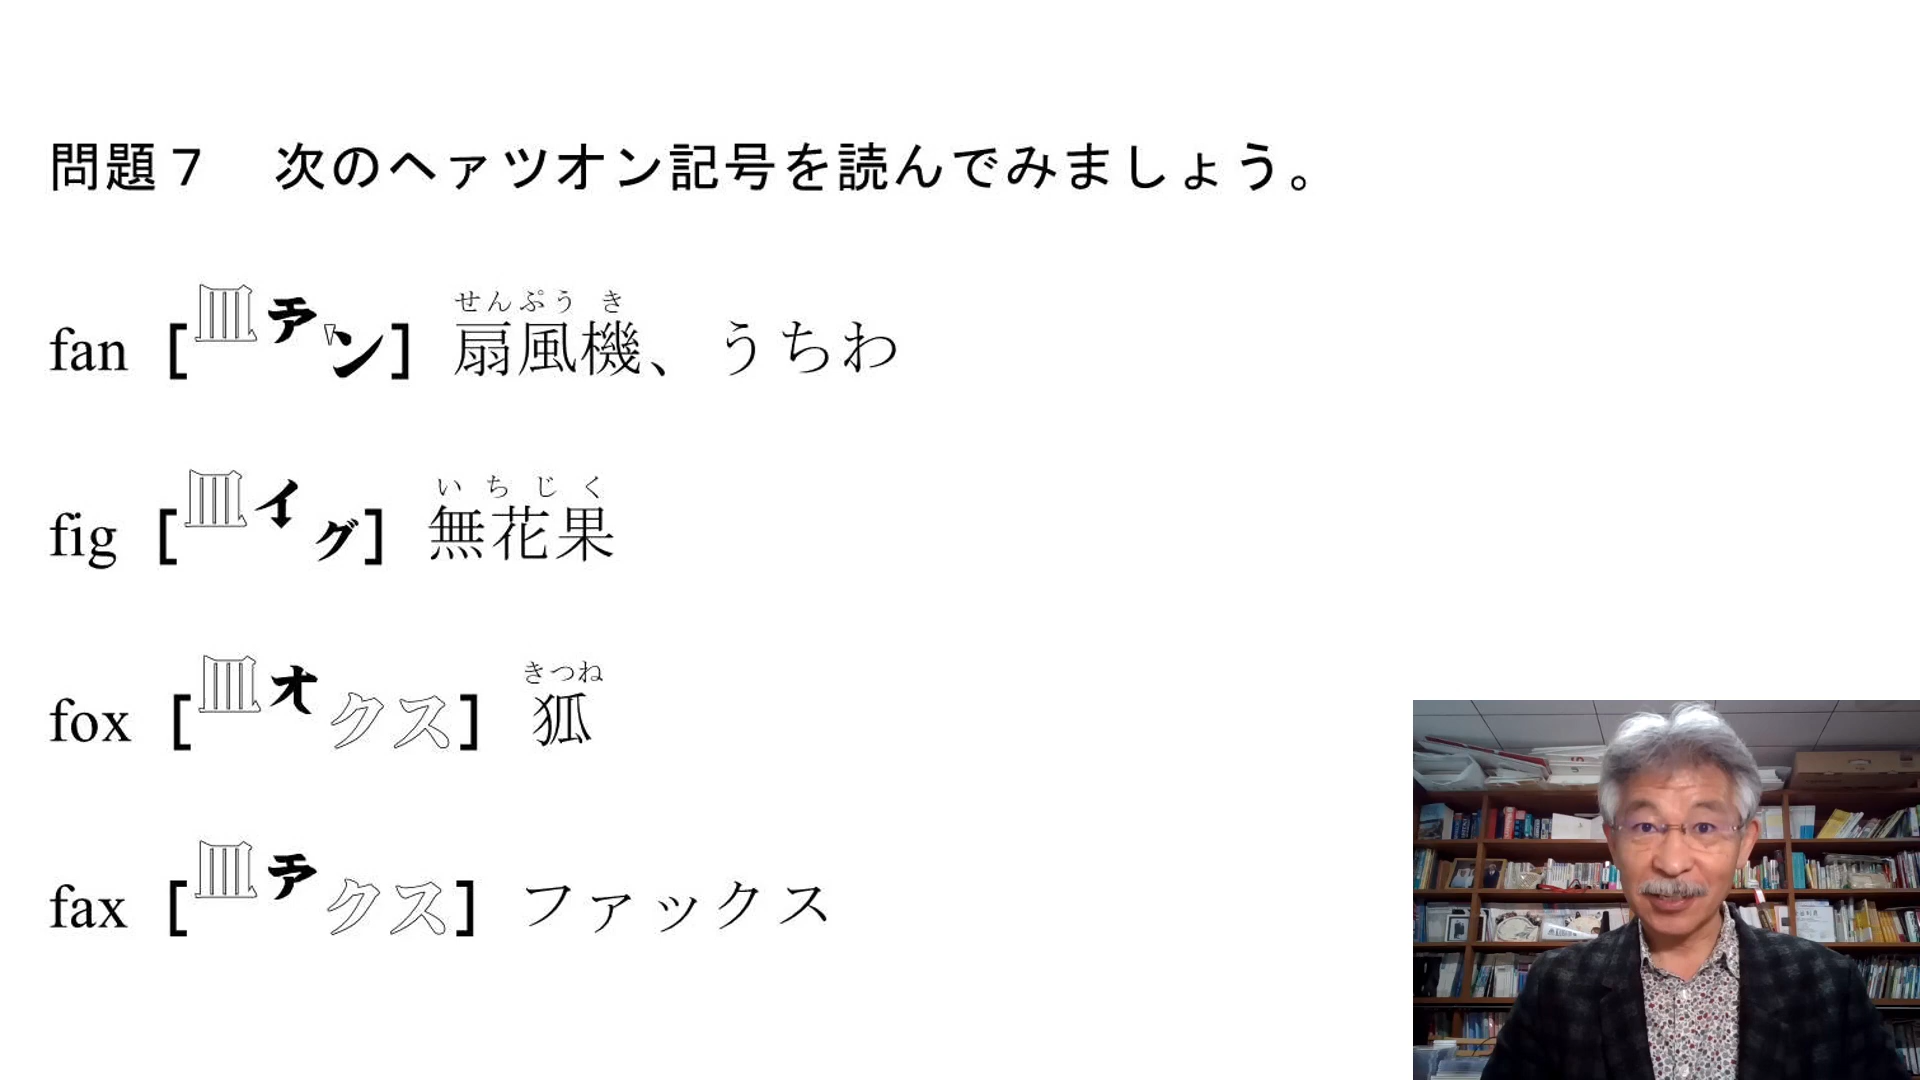 問題７　次のヘァツオン記号を読んでみましょう。
せんぷうき
fan [皿テン] 扇風機、うちわ
いちじく
fig [皿イグ] 無花果
きつね
fox [皿オクス] 狐
fax [皿テクス] ファックス